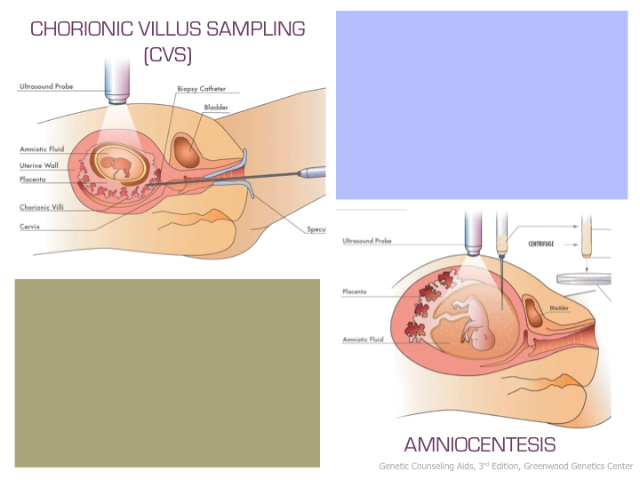 CHORIONIC VILLUS SAMPLING
(CVS)
Ultrasound Probe
Biopsy Catheter
Bladder
Amniotic Fluid
Uterine Wall
Placenta
Chorionic Villi
Cervix
Specu
Ultrasound Probe
CENTRIFUGE
Placenta
Bladder
Amniotic Fluid
AMNIOCENTESIS
Genetic Counseling Aids, 3rd Edition, Greenwood Genetics Center